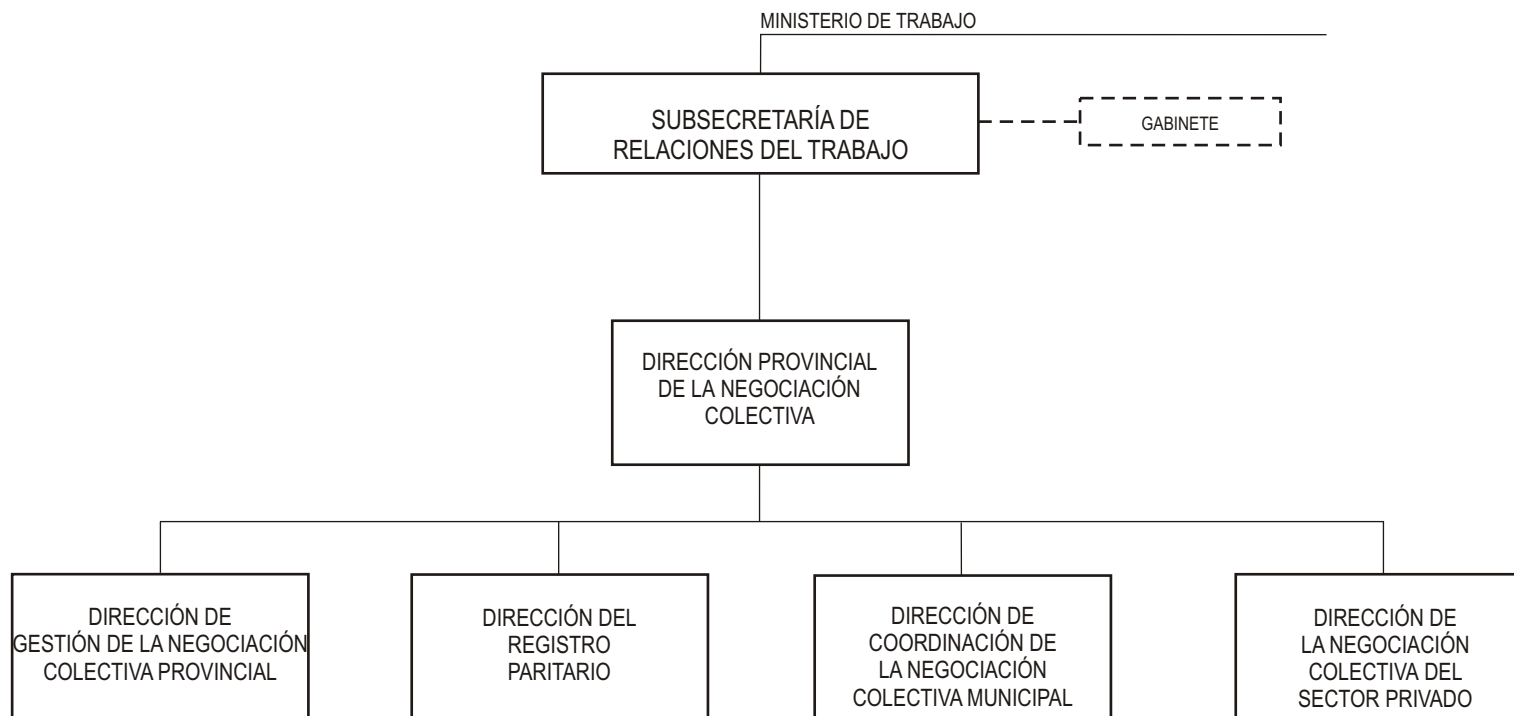 MINISTERIO DE TRABAJO
SUBSECRETARÍA DE
RELACIONES DEL TRABAJO
GABINETE
DIRECCIÓN PROVINCIAL
DE LA NEGOCIACIÓN
COLECTIVA
DIRECCIÓN DE
GESTIÓN DE LA NEGOCIACIÓN
COLECTIVA PROVINCIAL
DIRECCIÓN DEL
REGISTRO
PARITARIO
DIRECCIÓN DE
COORDINACIÓN DE
LA NEGOCIACIÓN
COLECTIVA MUNICIPAL
DIRECCIÓN DE
LA NEGOCIACIÓN
COLECTIVA DEL
SECTOR PRIVADO